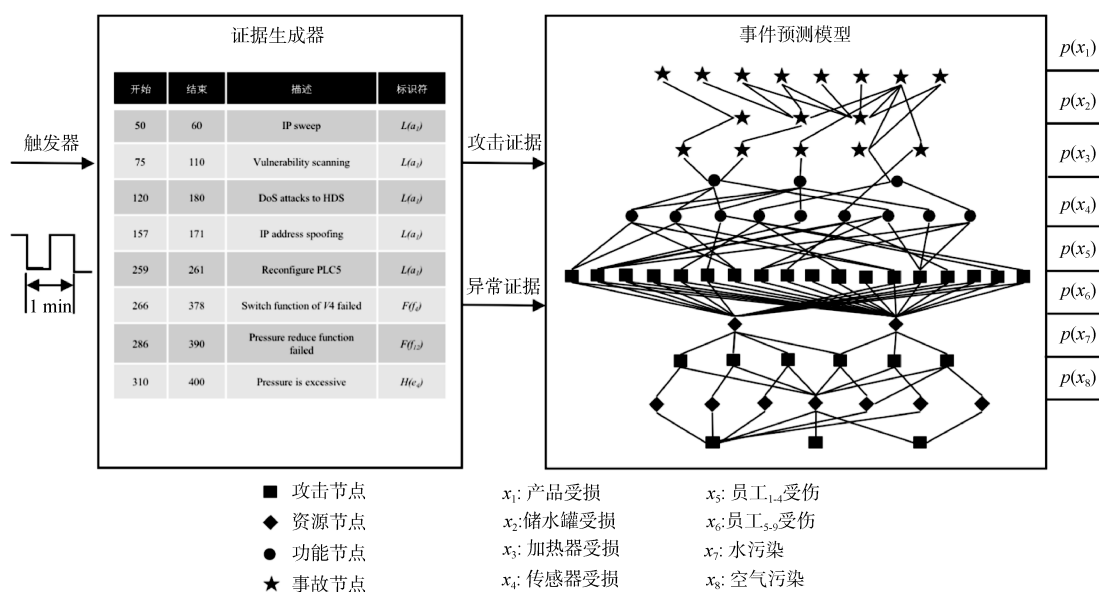 证据生成器
事件预测模型
开始 结束 描述 标识符
50 60 IP sweep L(a₁)
75 110 Vulnerability scanning L(a₁)
120 180 DoS attacks to HDS L(a₂)
157 171 IP address spoofing L(a₁)
259 261 Reconfigure PLC5 L(a₁)
266 378 Switch function of V4 failed F(f₄)
286 390 Pressure reduce function failed F(f₁₂)
310 400 Pressure is excessive H(e₄)
触发器
1 min
攻击证据
异常证据
p(x₁)
p(x₂)
p(x₃)
p(x₄)
p(x₅)
p(x₆)
p(x₇)
p(x₈)
攻击节点
资源节点
功能节点
事故节点
x₁: 产品受损
x₂:储水罐受损
x₃: 加热器受损
x₄: 传感器受损
x₅: 员工₁₋₄受伤
x₆:员工₅₋₉受伤
x₇: 水污染
x₈: 空气污染